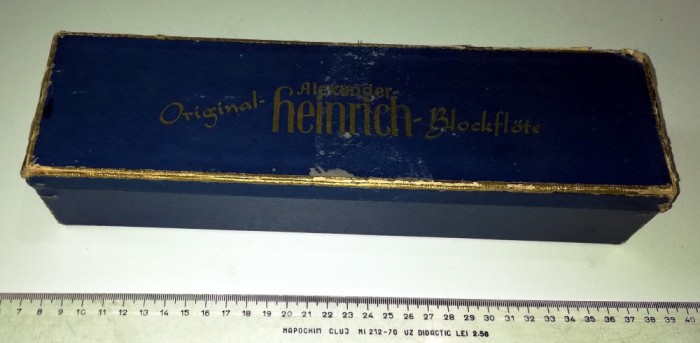 Alexander-
Original- heinrich - Blockflöte
7 8 9 10 11 12 13 14 15 16 17 18 19 20 21 22 23 24 25 26 27 28 29 30 31 32 33 34 35 36 37 38 39 40
NAPOCHIM CLUJ NI 212-70 UZ DIDACTIC LEI 2.50